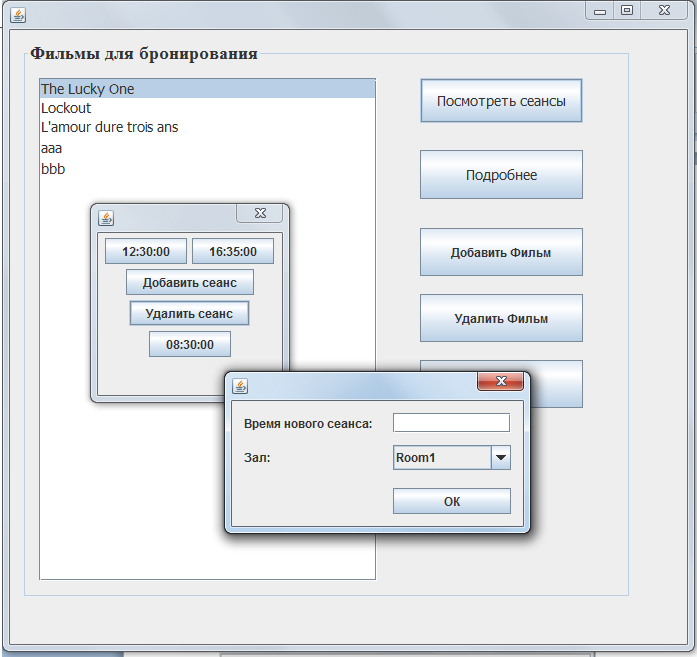 Фильмы для бронирования
The Lucky One
Lockout
L'amour dure trois ans
aaa
bbb
Посмотреть сеансы
Подробнее
Добавить Фильм
Удалить Фильм
12:30:00 16:35:00
Добавить сеанс
Удалить сеанс
08:30:00
Время нового сеанса:
Зал: Room1
ОК